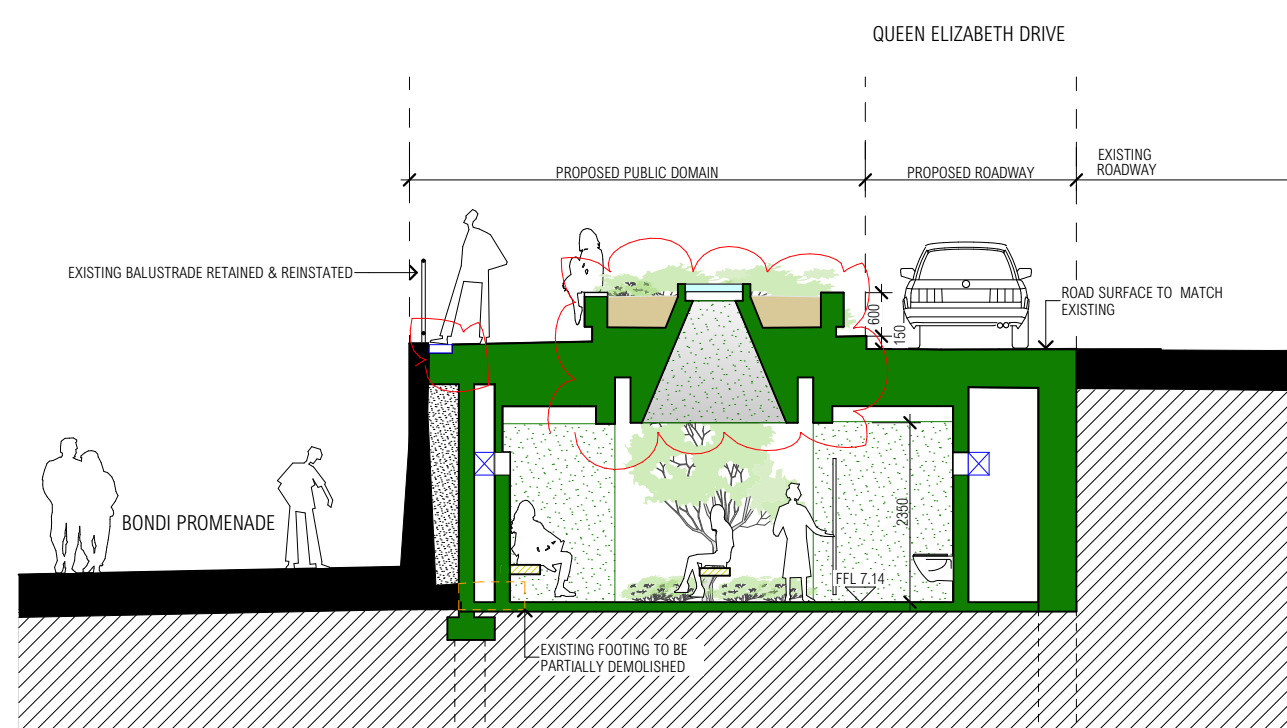 QUEEN ELIZABETH DRIVE
PROPOSED PUBLIC DOMAIN
PROPOSED ROADWAY
EXISTING
ROADWAY
EXISTING BALUSTRADE RETAINED & REINSTATED
600
150
ROAD SURFACE TO MATCH
EXISTING
BONDI PROMENADE
2350
FFL 7.14
EXISTING FOOTING TO BE
PARTIALLY DEMOLISHED